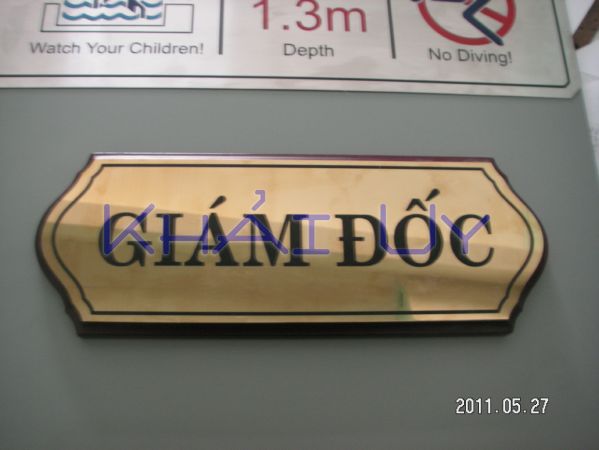 1.3m
Watch Your Children!
Depth
No Diving!
GIÁM ĐỐC
KHẢI UY
2011.05.27